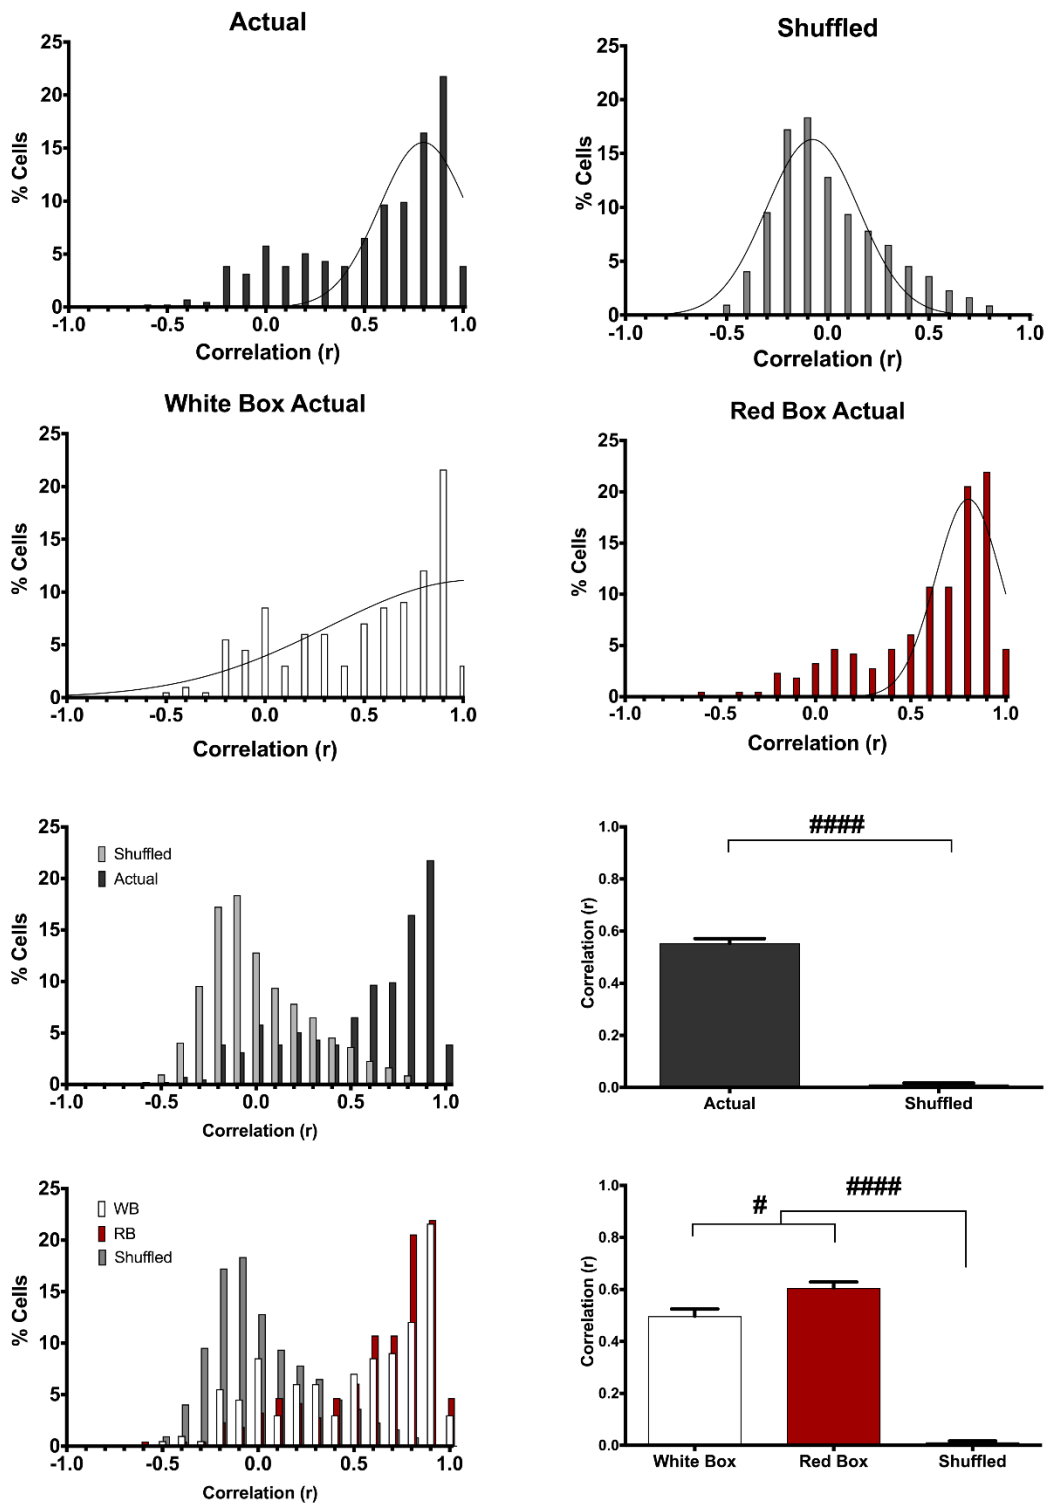 Actual
25
20
15
10
5
0
% Cells
-1.0 -0.5 0.0 0.5 1.0
Correlation (r)
Shuffled
25
20
15
10
5
0
% Cells
-1.0 -0.5 0.0 0.5 1.0
Correlation (r)
White Box Actual
25
20
15
10
5
0
% Cells
-1.0 -0.5 0.0 0.5 1.0
Correlation (r)
Red Box Actual
25
20
15
10
5
0
% Cells
-1.0 -0.5 0.0 0.5 1.0
Correlation (r)
25
20
15
10
5
0
% Cells
Shuffled
Actual
-1.0 -0.5 0.0 0.5 1.0
Correlation (r)
1.0
0.8
0.6
0.4
0.2
0.0
Correlation (r)
####
Actual Shuffled
25
20
15
10
5
0
% Cells
WB
RB
Shuffled
-1.0 -0.5 0.0 0.5 1.0
Correlation (r)
1.0
0.8
0.6
0.4
0.2
0.0
Correlation (r)
####
#
White Box Red Box Shuffled